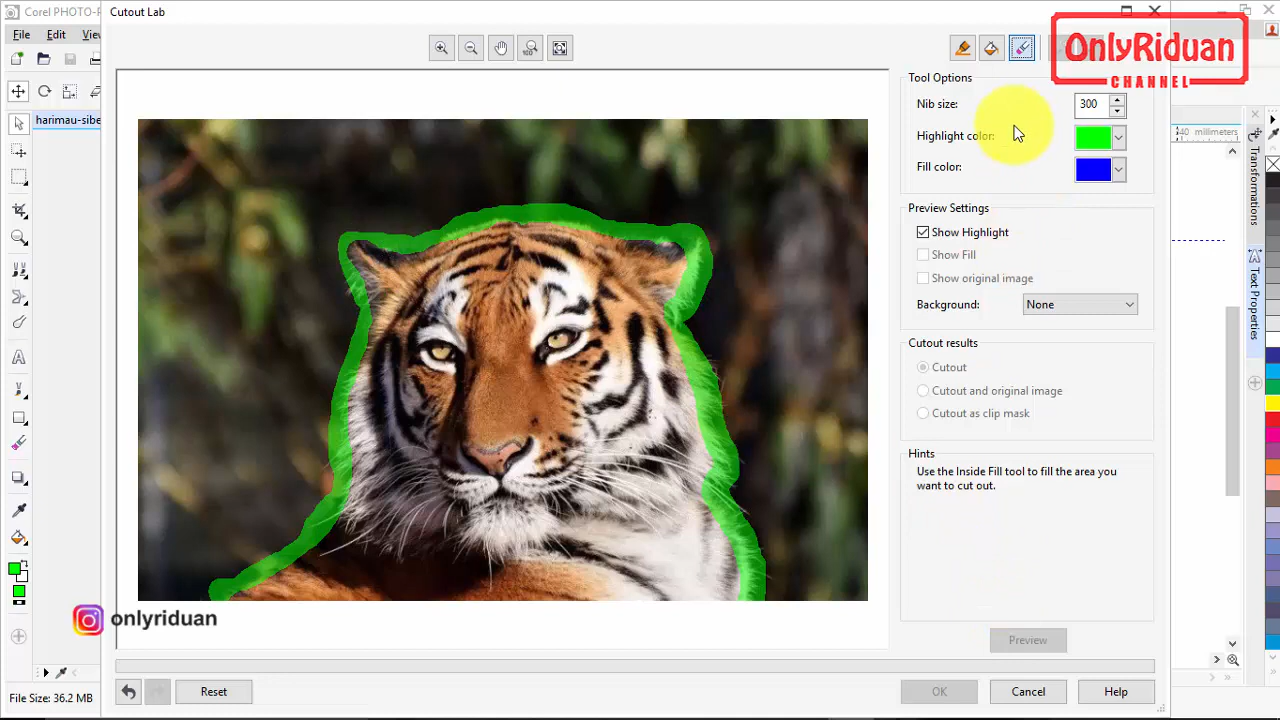 Corel PHOTO-P
Cutout Lab
OnlyRiduan
CHANNEL
File Edit Vie
harimau-sibe
Tool Options
Nib size: 300
Highlight color:
Fill color:
40 millimeters
Preview Settings
Show Highlight
Show Fill
Show original image
Background: None
Cutout results
Cutout
Cutout and original image
Cutout as clip mask
Hints
Use the Inside Fill tool to fill the area you
want to cut out.
Transformations
Text Properties
onlyriduan
Preview
File Size: 36.2 MB
Reset
OK
Cancel
Help